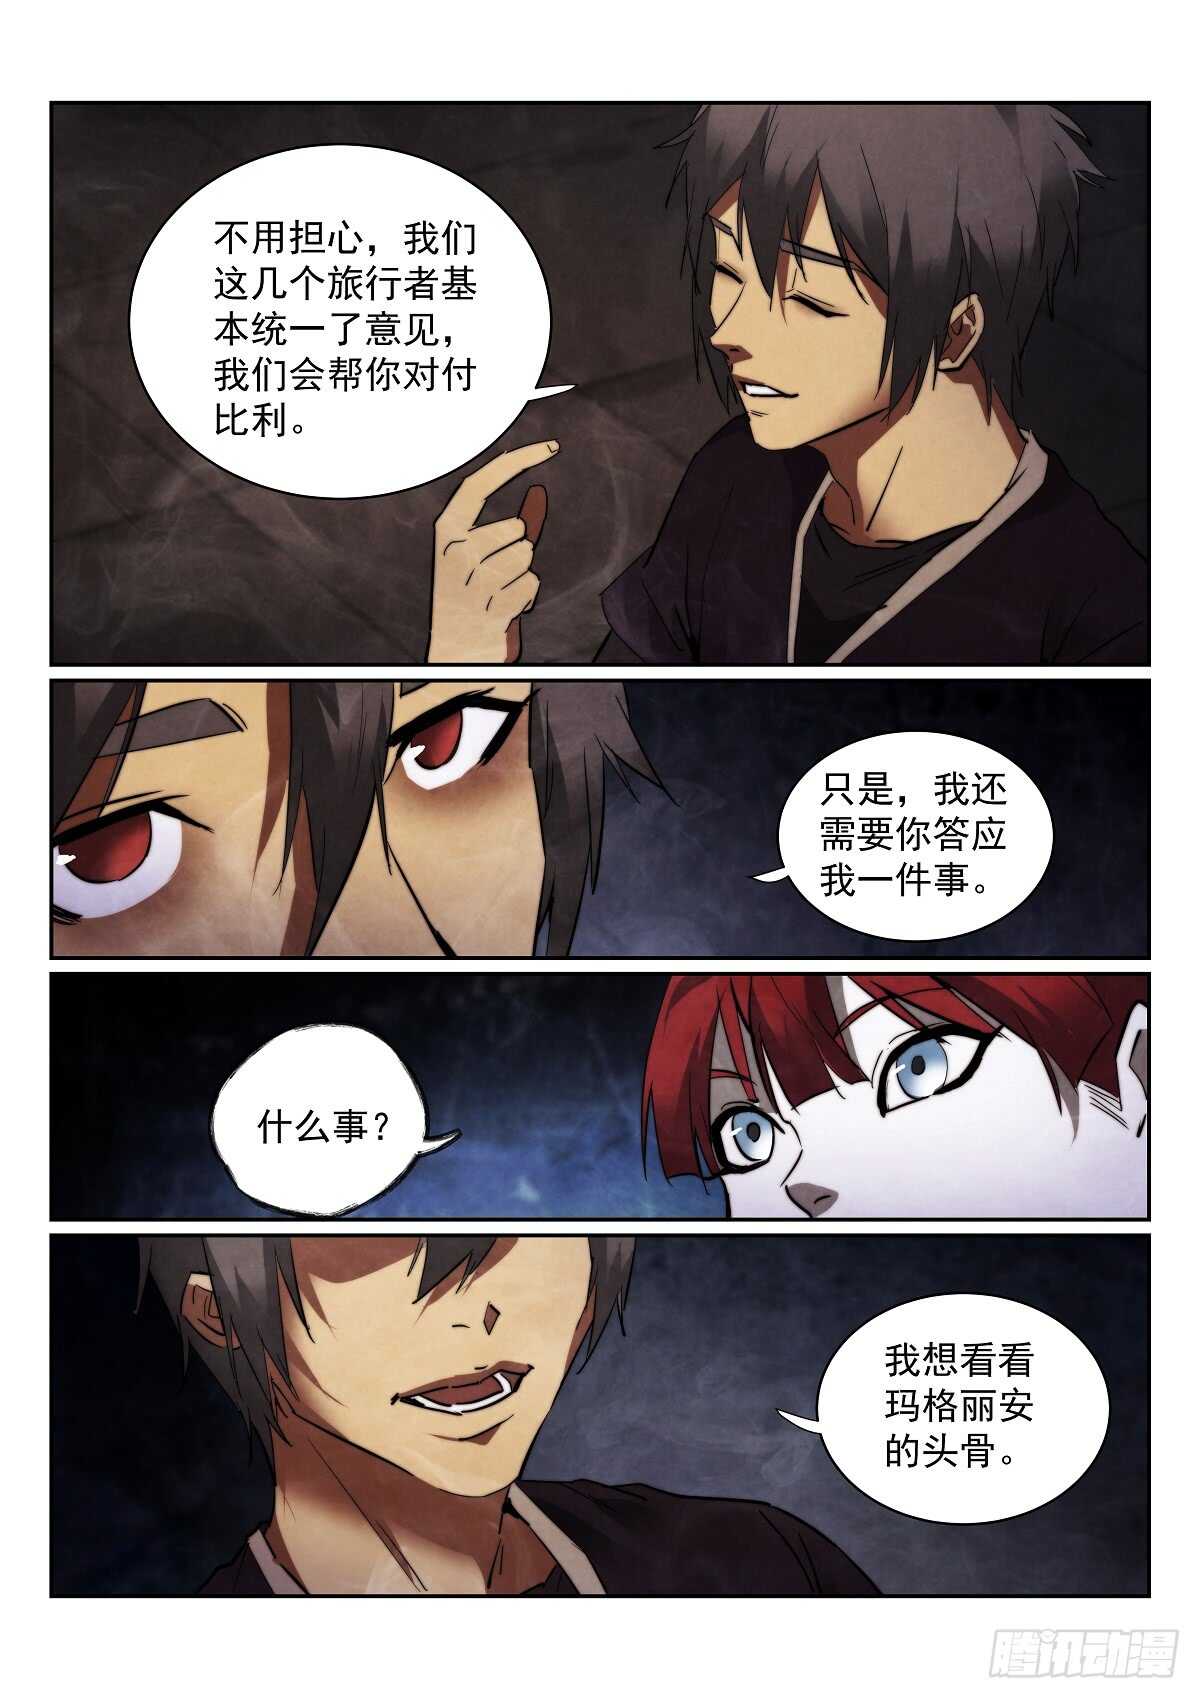 不用担心，我们
这几个旅行者基
本统一了意见，
我们会帮你对付
比利。
只是，我还
需要你答应
我一件事。
什么事？
我想看看
玛格丽安
的头骨。
腾讯动漫